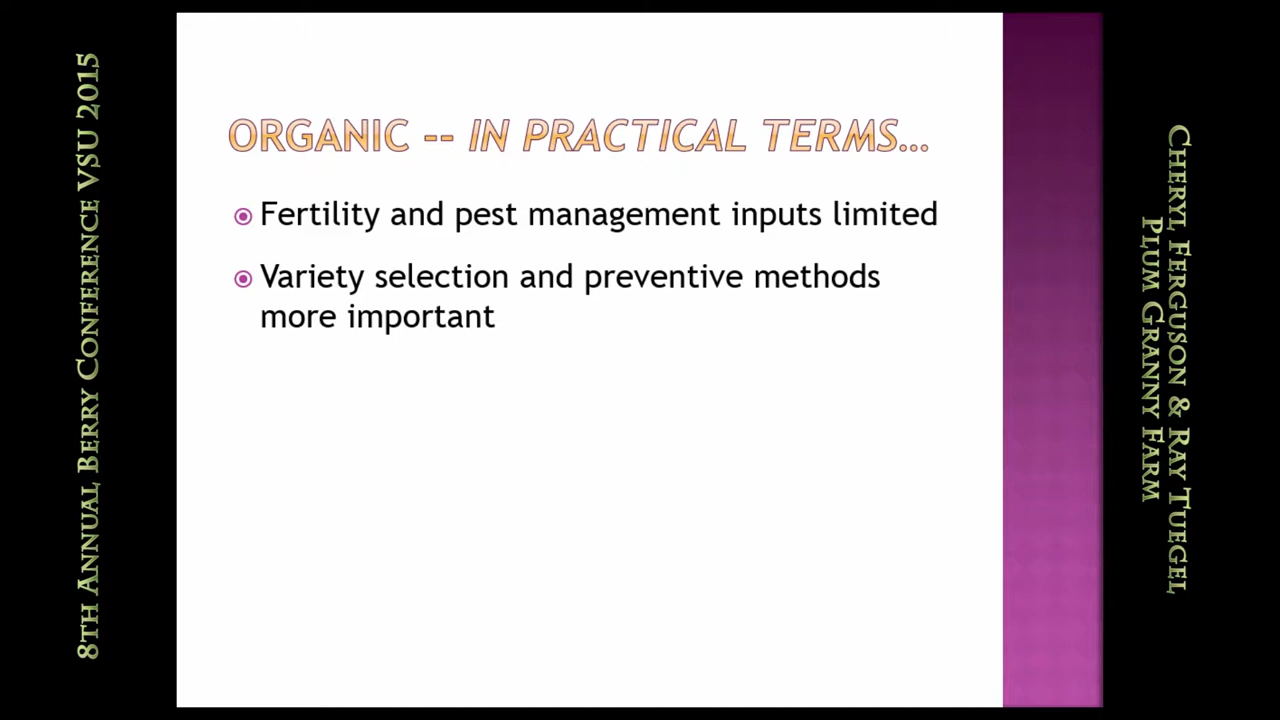 8TH ANNUAL BERRY CONFERENCE VSU 2015
ORGANIC -- IN PRACTICAL TERMS...
Fertility and pest management inputs limited
Variety selection and preventive methods
more important
CHERYL FERGUSON & RAY TUEGEL
PLUM GRANNY FARM